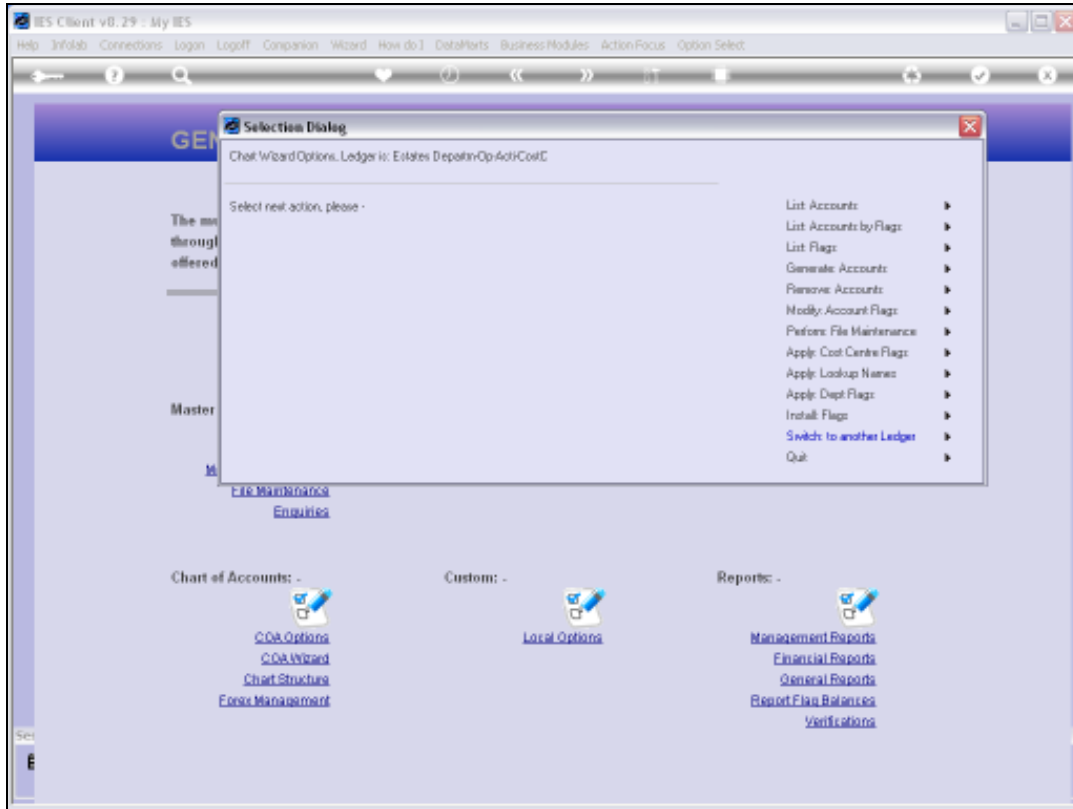 IES Client v8.29 : My IES
Help Infolab Connections Logon Logoff Companion Wizard How do I DataMarts Business Modules Action Focus Option Select
GEN
Selection Dialog
Chart Wizard Options, Ledger is: Estates Departm-Op-Acti-CostC
Select next action, please -
List Accounts
List Accounts by Flags
List Flags
Generate: Accounts
Remove: Accounts
Modify: Account Flags
Perform: File Maintenance
Apply: Cost Centre Flags
Apply: Lookup Names
Apply: Dept Flags
Install: Flags
Switch: to another Ledger
Quit
The
through
offered
Master
M
File Maintenance
Enquiries
Chart of Accounts: -
COA Options
COA Wizard
Chart Structure
Forex Management
Custom: -
Local Options
Reports: -
Management Reports
Financial Reports
General Reports
Report Flag Balances
Verifications